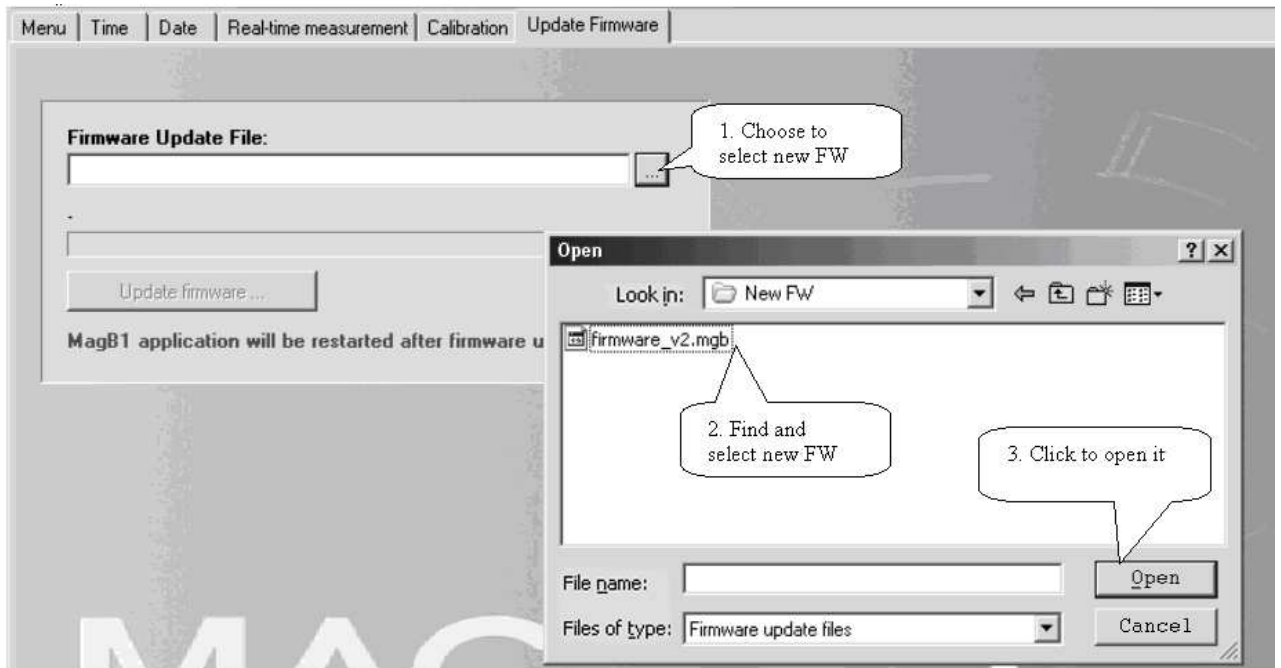 Menu Time Date Real-time measurement Calibration Update Firmware
Firmware Update File:
...
1. Choose to
select new FW
-
Update firmware ...
MagB1 application will be restarted after firmware u
Open
? ×
Look in: New FW
firmware_v2.mgb
2. Find and
select new FW
3. Click to open it
File name:
Open
Files of type: Firmware update files
Cancel
MAG